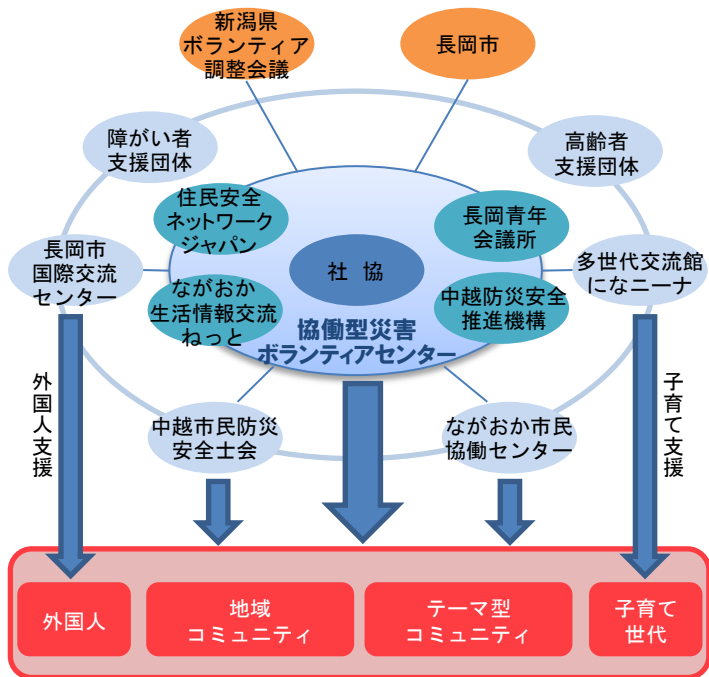 新潟県
ボランティア
調整会議
長岡市
障がい者
支援団体
高齢者
支援団体
住民安全
ネットワーク
ジャパン
長岡青年
会議所
長岡市
国際交流
センター
社 協
多世代交流館
になニーナ
ながおか
生活情報交流
ねっと
中越防災安全
推進機構
協働型災害
ボランティアセンター
外国人支援
子育て支援
中越市民防災
安全士会
ながおか市民
協働センター
外国人
地域
コミュニティ
テーマ型
コミュニティ
子育て
世代